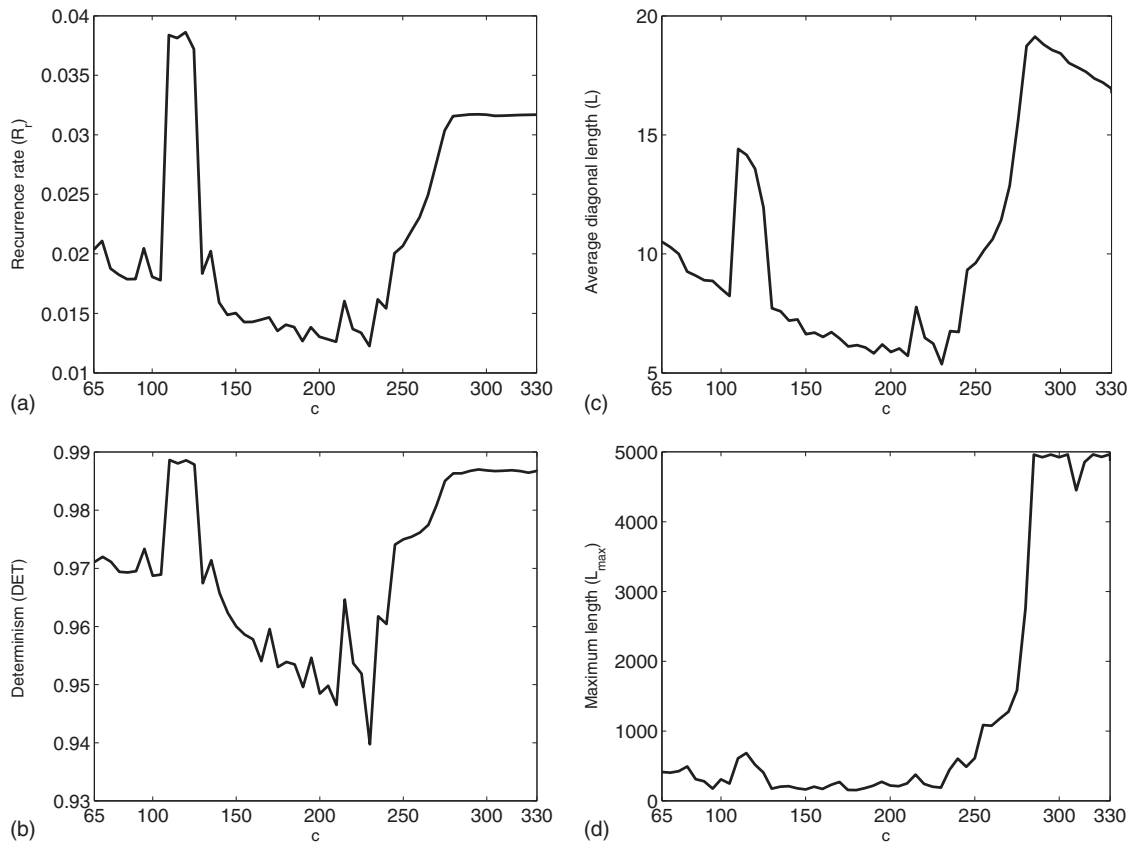 0.04
0.035
0.03
0.025
0.02
0.015
0.01
Recurrence rate (Rr)
65 100 150 200 250 300 330
c
(a)
20
15
10
5
Average diagonal length (L)
65 100 150 200 250 300 330
c
(c)
0.99
0.98
0.97
0.96
0.95
0.94
0.93
Determinism (DET)
65 100 150 200 250 300 330
c
(b)
5000
4000
3000
2000
1000
0
Maximum length (Lmax)
65 100 150 200 250 300 330
c
(d)